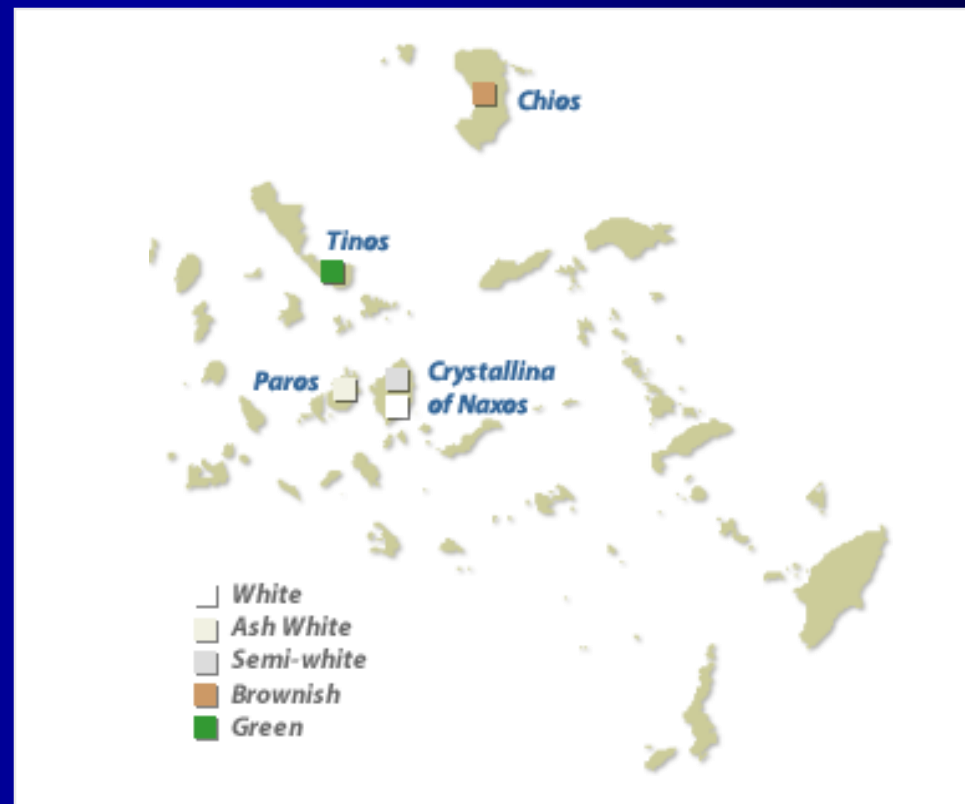 Chios
Tinos
Paros
Crystallina
of Naxos
White
Ash White
Semi-white
Brownish
Green